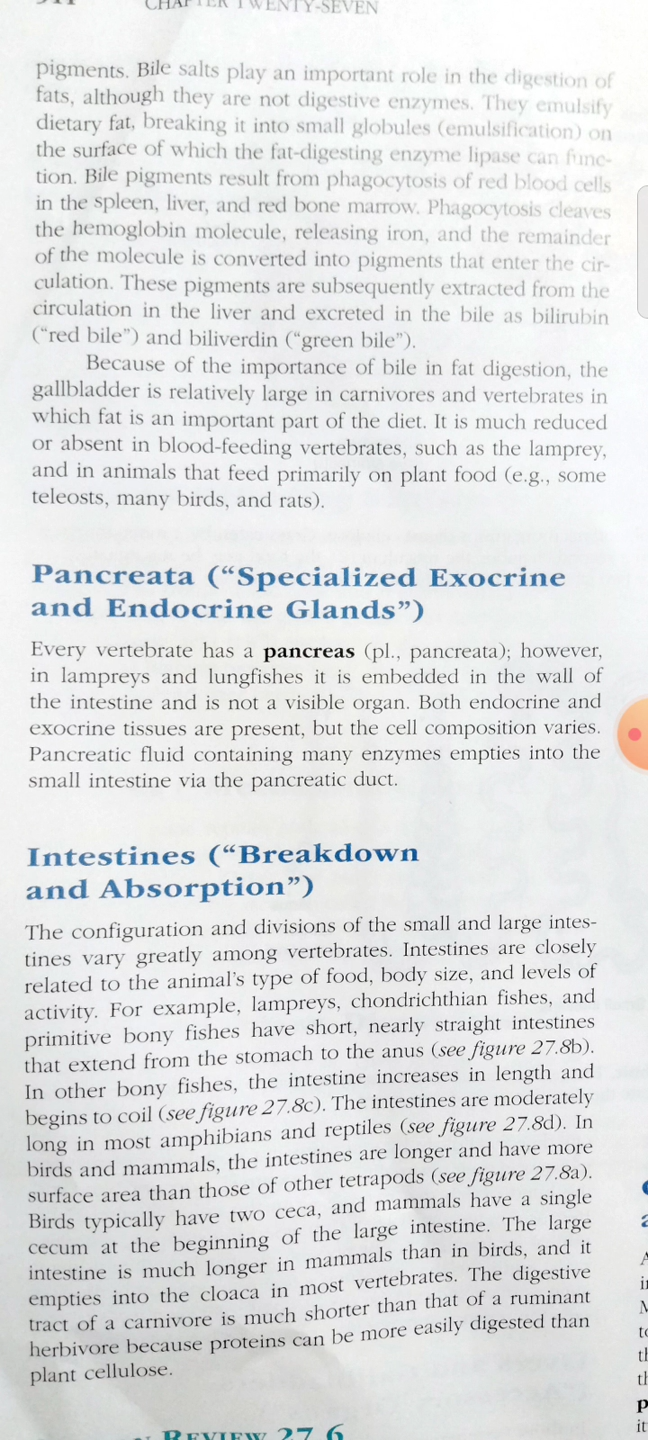 CHAPTER TWENTY-SEVEN
pigments. Bile salts play an important role in the digestion of
fats, although they are not digestive enzymes. They emulsify
dietary fat, breaking it into small globules (emulsification) on
the surface of which the fat-digesting enzyme lipase can func-
tion. Bile pigments result from phagocytosis of red blood cells
in the spleen, liver, and red bone marrow. Phagocytosis cleaves
the hemoglobin molecule, releasing iron, and the remainder
of the molecule is converted into pigments that enter the cir-
culation. These pigments are subsequently extracted from the
circulation in the liver and excreted in the bile as bilirubin
(“red bile”) and biliverdin (“green bile”).
Because of the importance of bile in fat digestion, the
gallbladder is relatively large in carnivores and vertebrates in
which fat is an important part of the diet. It is much reduced
or absent in blood-feeding vertebrates, such as the lamprey,
and in animals that feed primarily on plant food (e.g., some
teleosts, many birds, and rats).
Pancreata (“Specialized Exocrine
and Endocrine Glands”)
Every vertebrate has a pancreas (pl., pancreata); however,
in lampreys and lungfishes it is embedded in the wall of
the intestine and is not a visible organ. Both endocrine and
exocrine tissues are present, but the cell composition varies.
Pancreatic fluid containing many enzymes empties into the
small intestine via the pancreatic duct.
Intestines (“Breakdown
and Absorption”)
The configuration and divisions of the small and large intes-
tines vary greatly among vertebrates. Intestines are closely
related to the animal’s type of food, body size, and levels of
activity. For example, lampreys, chondrichthian fishes, and
primitive bony fishes have short, nearly straight intestines
that extend from the stomach to the anus (see figure 27.8b).
In other bony fishes, the intestine increases in length and
begins to coil (see figure 27.8c). The intestines are moderately
long in most amphibians and reptiles (see figure 27.8d). In
birds and mammals, the intestines are longer and have more
surface area than those of other tetrapods (see figure 27.8a).
Birds typically have two ceca, and mammals have a single
cecum at the beginning of the large intestine. The large
intestine is much longer in mammals than in birds, and it
empties into the cloaca in most vertebrates. The digestive
tract of a carnivore is much shorter than that of a ruminant
herbivore because proteins can be more easily digested than
plant cellulose.
REVIEW 27.6